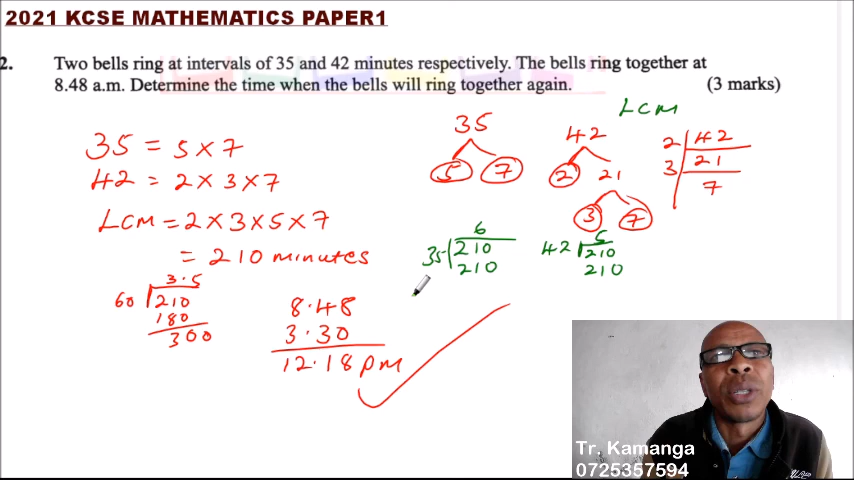 2021 KCSE MATHEMATICS PAPER1
2. Two bells ring at intervals of 35 and 42 minutes respectively. The bells ring together at
8.48 a.m. Determine the time when the bells will ring together again. (3 marks)
LCM
35 = 5 × 7
42 = 2 × 3 × 7
LCM = 2 × 3 × 5 × 7
= 210 minutes
35
5 7
42
2 21
3 7
2 42
3 21
7
6
35 210
210
5
42 210
210
3.5
60 210
180
300
8.48
3.30
12.18 pm
Tr. Kamanga
0725357594